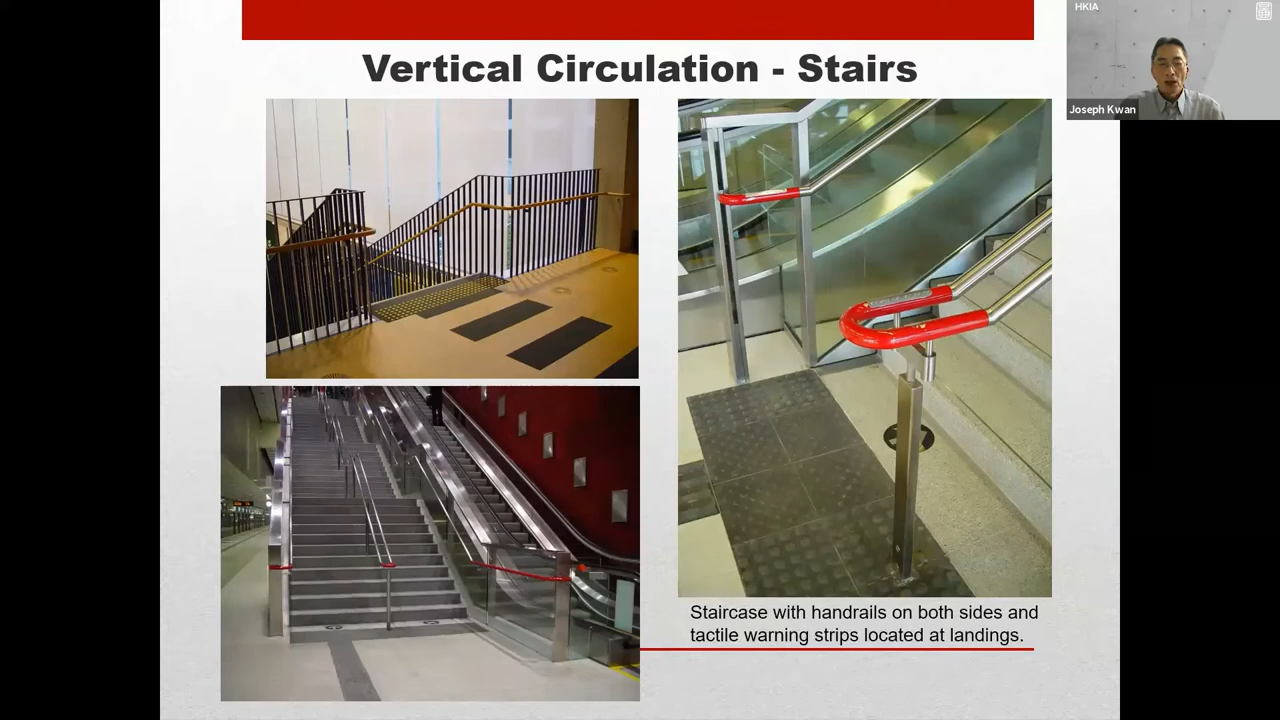 Vertical Circulation - Stairs
HKIA
Joseph Kwan
Staircase with handrails on both sides and
tactile warning strips located at landings.